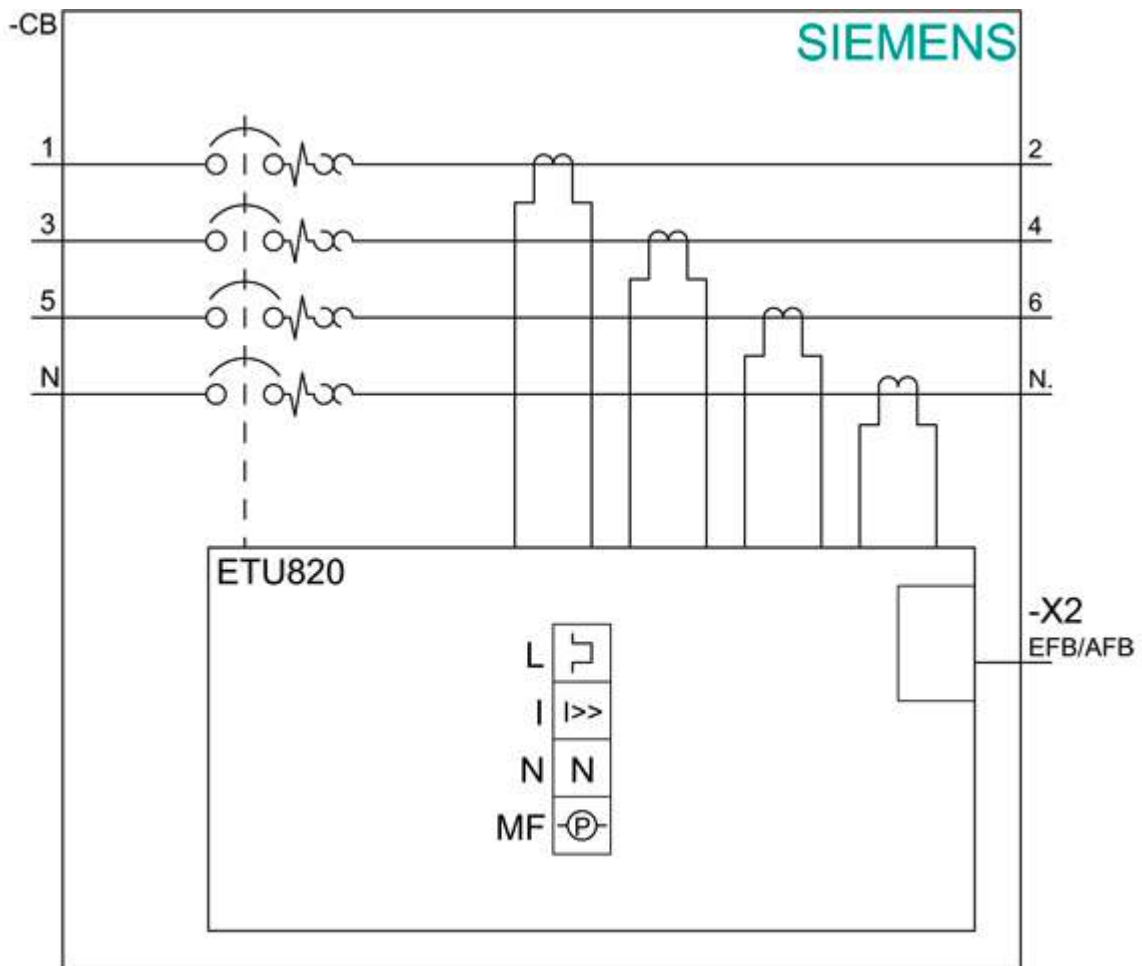 -CB
SIEMENS
1 2
3 4
5 6
N N.
ETU820
-X2
EFB/AFB
L
I I>>
N N
MF P